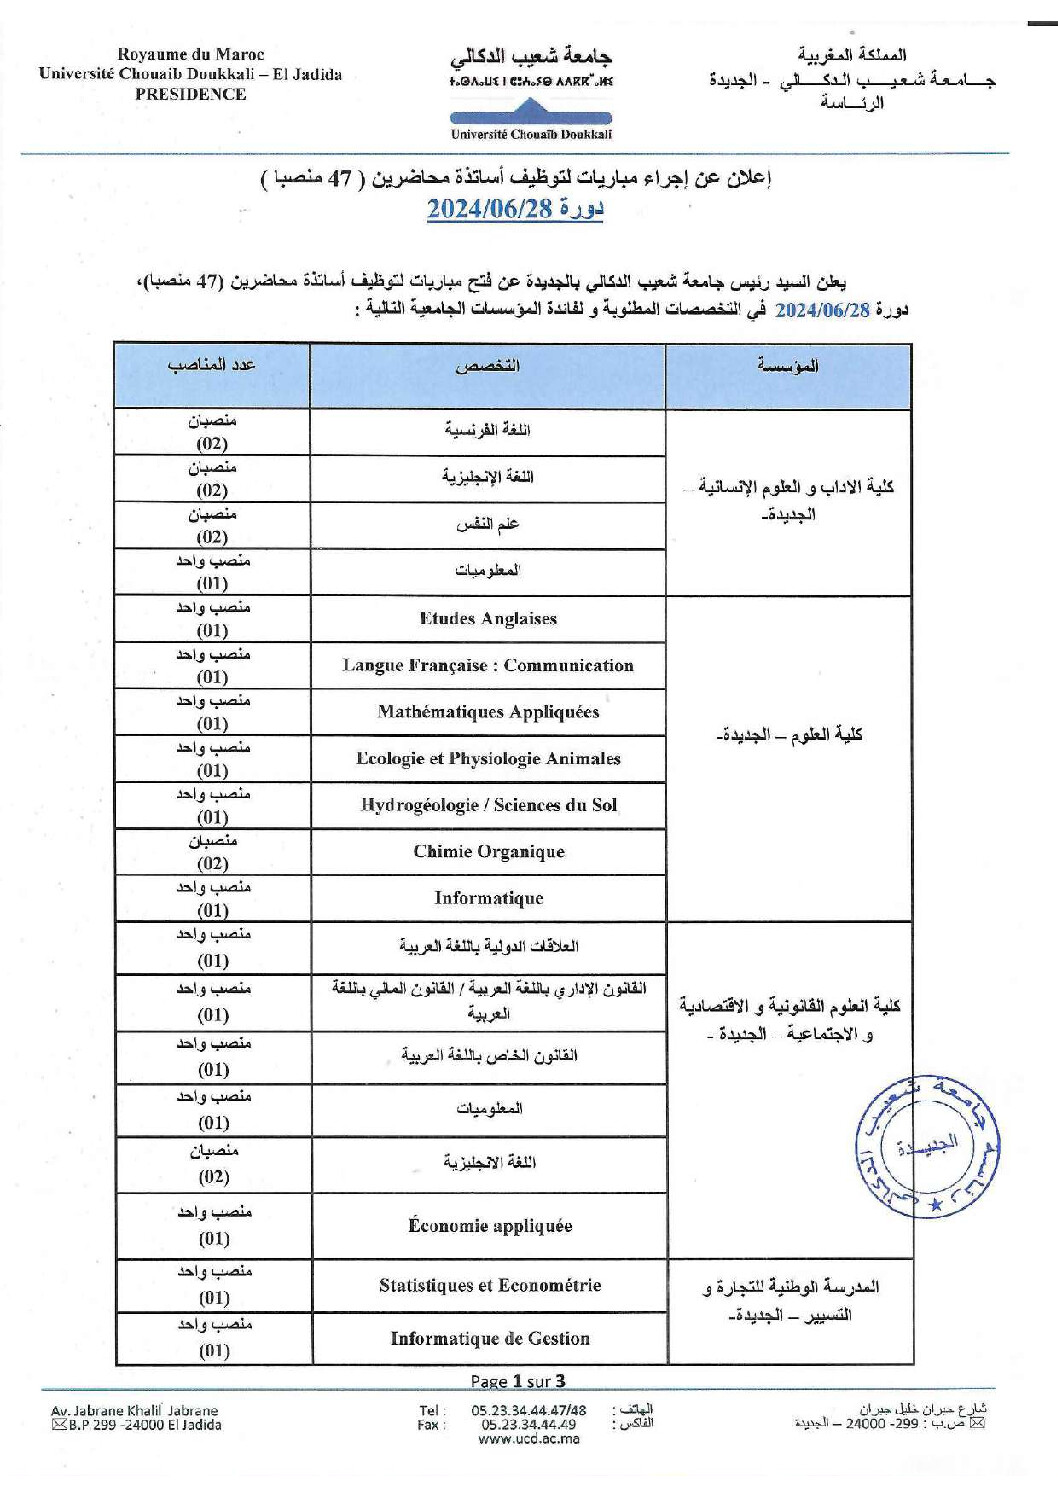 Royaume du Maroc
Université Chouaib Doukkali – El Jadida
PRESIDENCE
جامعة شعيب الدكالي
Université Chouaïb Doukkali
المملكة المغربية
جـــامـعة شعـيــــب الـدكــــالي - الجديدة
الرئـــاسة
إعلان عن إجراء مباريات لتوظيف أساتذة محاضرين ( 47 منصبا )
دورة 2024/06/28
يعلن السيد رئيس جامعة شعيب الدكالي بالجديدة عن فتح مباريات لتوظيف أساتذة محاضرين (47 منصبا)،
دورة 2024/06/28 في التخصصات المطلوبة و لفائدة المؤسسات الجامعية التالية :
المؤسسة
التخصص
عدد المناصب
كلية الاداب و العلوم الإنسانية
الجديدة-
اللغة الفرنسية
منصبان
(02)
اللغة الإنجليزية
منصبان
(02)
علم النفس
منصبان
(02)
المعلوميات
منصب واحد
(01)
كلية العلوم – الجديدة-
Etudes Anglaises
منصب واحد
(01)
Langue Française : Communication
منصب واحد
(01)
Mathématiques Appliquées
منصب واحد
(01)
Ecologie et Physiologie Animales
منصب واحد
(01)
Hydrogéologie / Sciences du Sol
منصب واحد
(01)
Chimie Organique
منصبان
(02)
Informatique
منصب واحد
(01)
كلية العلوم القانونية و الاقتصادية
و الاجتماعية الجديدة -
العلاقات الدولية باللغة العربية
منصب واحد
(01)
القانون الاداري باللغة العربية / القانون المالي باللغة
العربية
منصب واحد
(01)
القانون الخاص باللغة العربية
منصب واحد
(01)
المعلوميات
منصب واحد
(01)
اللغة الانجليزية
منصبان
(02)
Économie appliquée
منصب واحد
(01)
المدرسة الوطنية للتجارة و
التسيير – الجديدة-
Statistiques et Econométrie
منصب واحد
(01)
Informatique de Gestion
منصب واحد
(01)
جامعة شعيب الدكالي
رئاسة
الجديـدة
Page 1 sur 3
Av. Jabrane Khalil Jabrane
B.P 299 -24000 El Jadida
Tel : 05.23.34.44.47/48 الهاتف :
Fax : 05.23.34.44.49 الفاكس :
www.ucd.ac.ma
شارع جبران خليل جبران
ص.ب : 299- 24000 – الجديدة